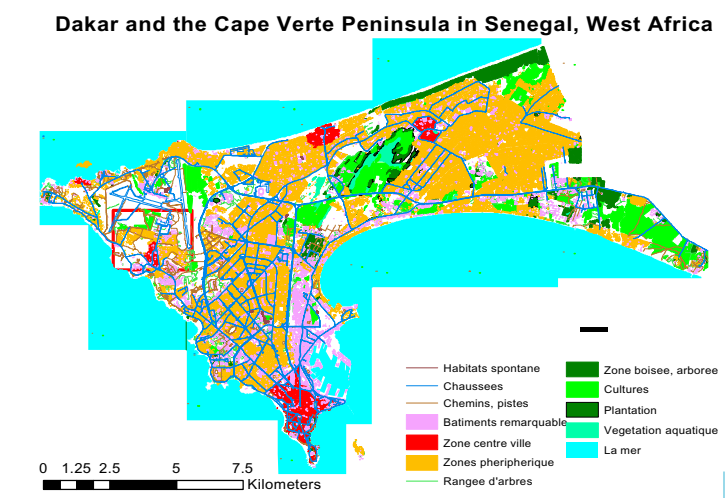 Dakar and the Cape Verte Peninsula in Senegal, West Africa
Habitats spontane
Chaussees
Chemins, pistes
Batiments remarquable
Zone centre ville
Zones pheripherique
Rangee d'arbres
Zone boisee, arboree
Cultures
Plantation
Vegetation aquatique
La mer
0 1.25 2.5 5 7.5
Kilometers